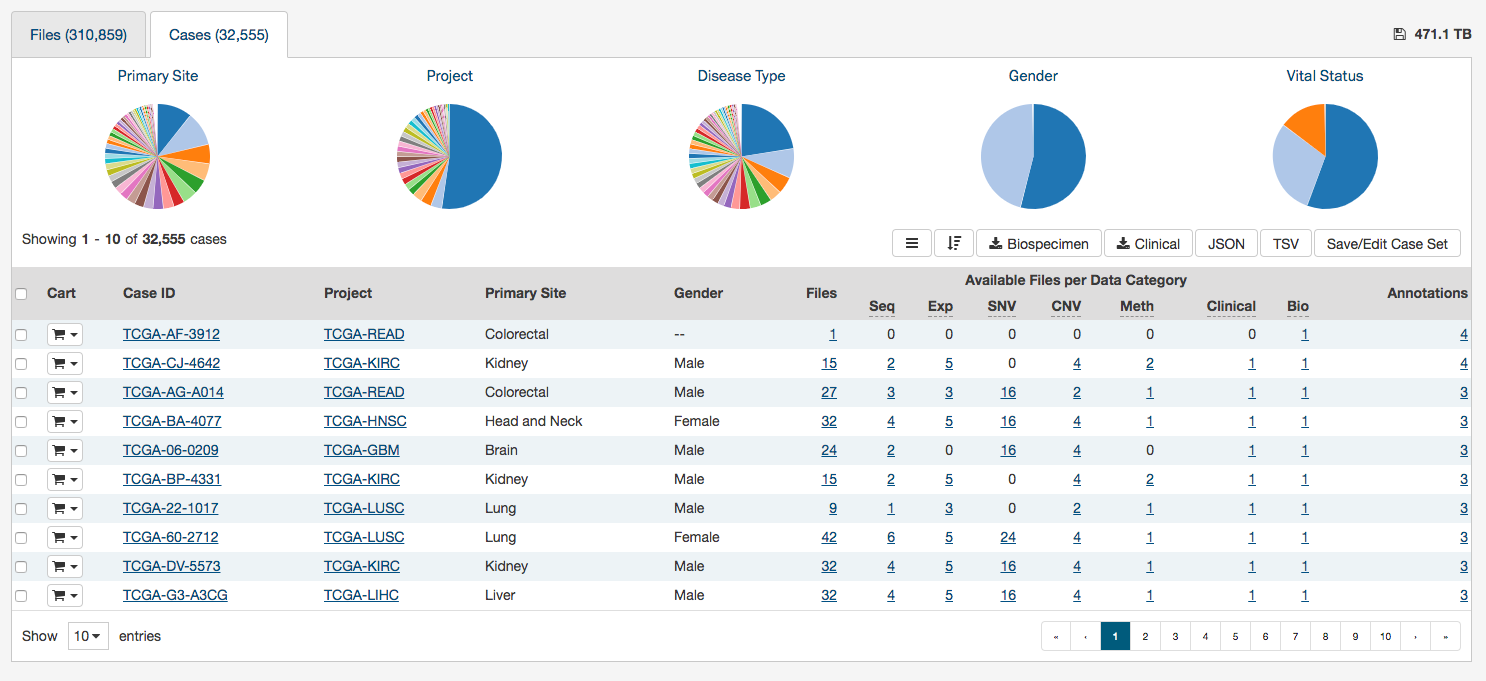 Files (310,859) Cases (32,555) 471.1 TB
Primary Site Project Disease Type Gender Vital Status
Showing 1 - 10 of 32,555 cases Biospecimen Clinical JSON TSV Save/Edit Case Set
Available Files per Data Category
Cart Case ID Project Primary Site Gender Files Annotations
Seq Exp SNV CNV Meth Clinical Bio
TCGA-AF-3912 TCGA-READ Colorectal -- 1 0 0 0 0 0 0 1 4
TCGA-CJ-4642 TCGA-KIRC Kidney Male 15 2 5 0 4 2 1 1 4
TCGA-AG-A014 TCGA-READ Colorectal Male 27 3 3 16 2 1 1 1 3
TCGA-BA-4077 TCGA-HNSC Head and Neck Female 32 4 5 16 4 1 1 1 3
TCGA-06-0209 TCGA-GBM Brain Male 24 2 0 16 4 0 1 1 3
TCGA-BP-4331 TCGA-KIRC Kidney Male 15 2 5 0 4 2 1 1 3
TCGA-22-1017 TCGA-LUSC Lung Male 9 1 3 0 2 1 1 1 3
TCGA-60-2712 TCGA-LUSC Lung Female 42 6 5 24 4 1 1 1 3
TCGA-DV-5573 TCGA-KIRC Kidney Male 32 4 5 16 4 1 1 1 3
TCGA-G3-A3CG TCGA-LIHC Liver Male 32 4 5 16 4 1 1 1 3
Show 10 entries « ‹ 1 2 3 4 5 6 7 8 9 10 › »